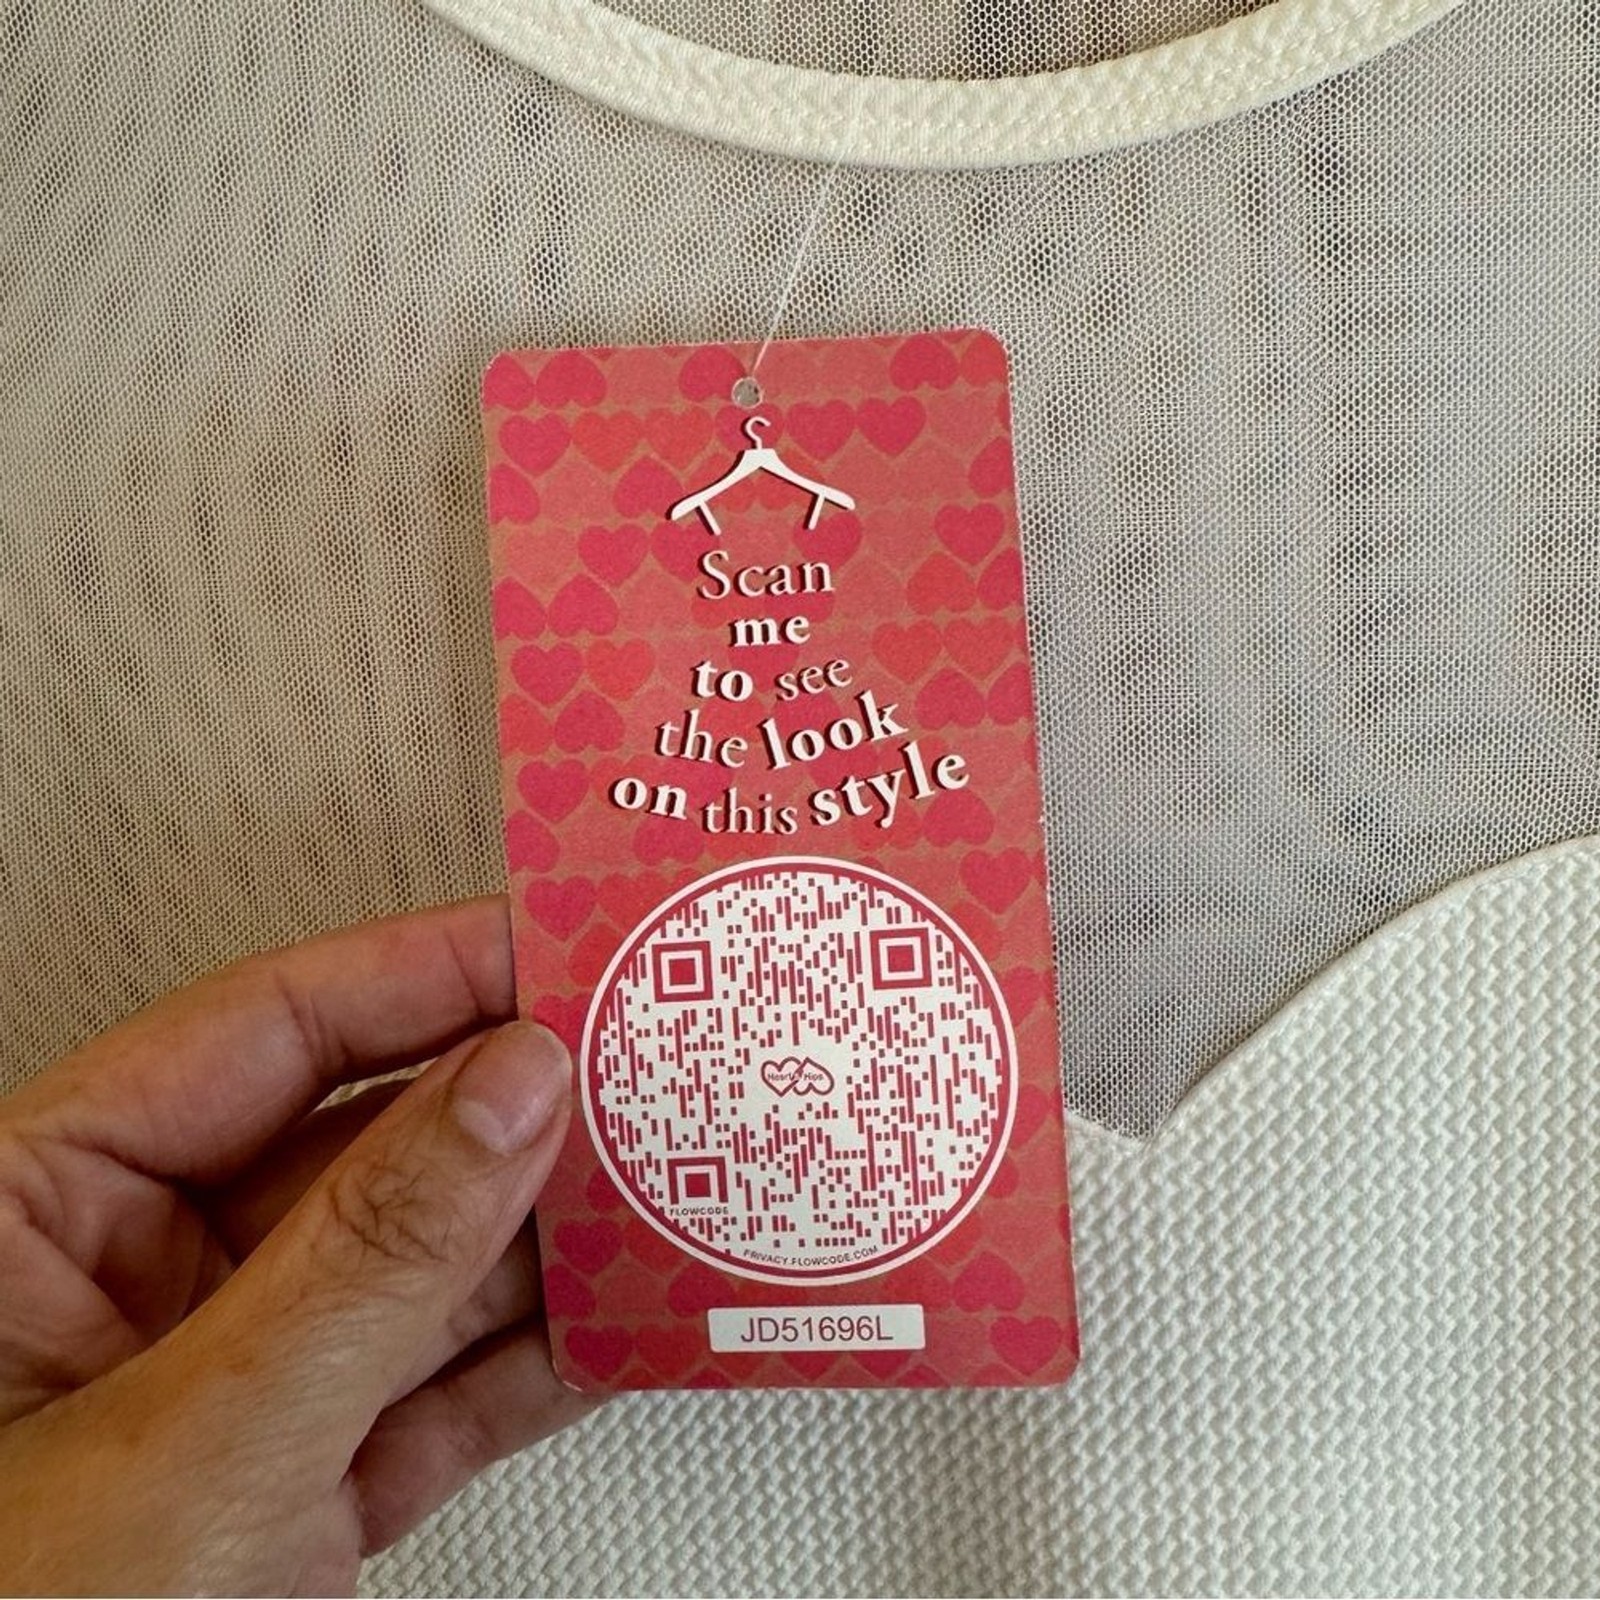 Scan
me
to see
the look
on this style
Heart Hips
FLOWCODE
PRIVACY.FLOWCODE.COM
JD51696L